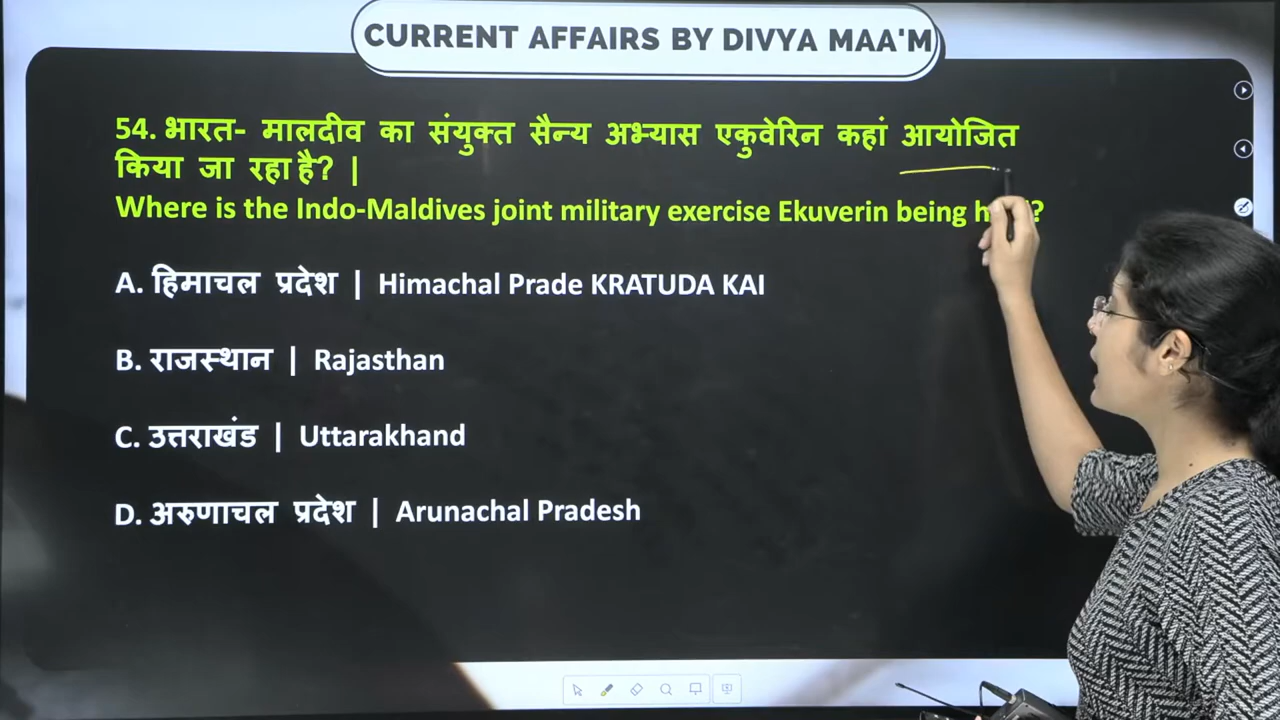 CURRENT AFFAIRS BY DIVYA MAA'M
54. भारत- मालदीव का संयुक्त सैन्य अभ्यास एकुवेरिन कहां आयोजित
किया जा रहा है? |
Where is the Indo-Maldives joint military exercise Ekuverin being
A. हिमाचल प्रदेश | Himachal Prade KRATUDA KAI
B. राजस्थान | Rajasthan
C. उत्तराखंड | Uttarakhand
D. अरुणाचल प्रदेश | Arunachal Pradesh